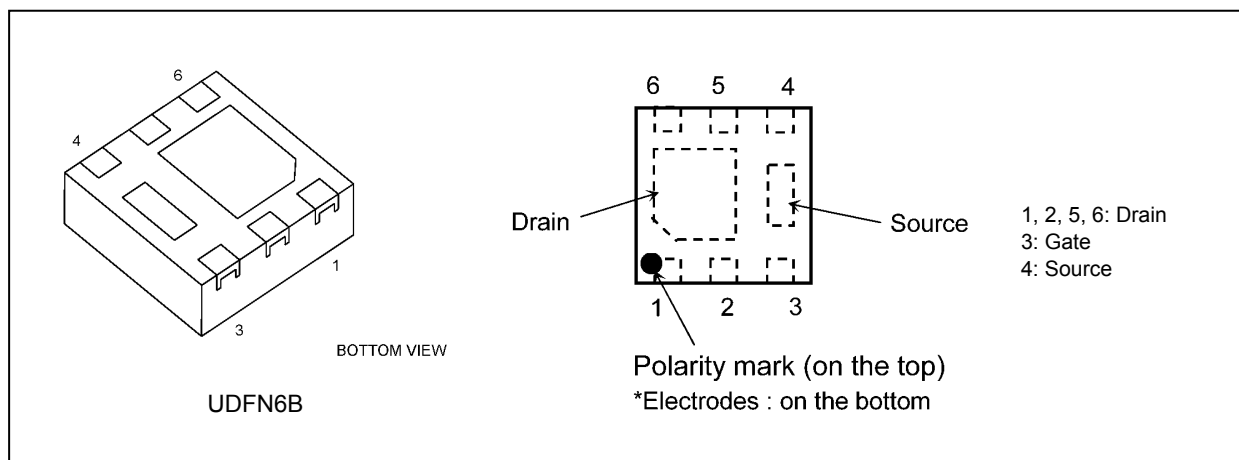 6
4
1
3
BOTTOM VIEW
UDFN6B
6 5 4
Drain
Source
1 2 3
Polarity mark (on the top)
*Electrodes : on the bottom
1, 2, 5, 6: Drain
3: Gate
4: Source